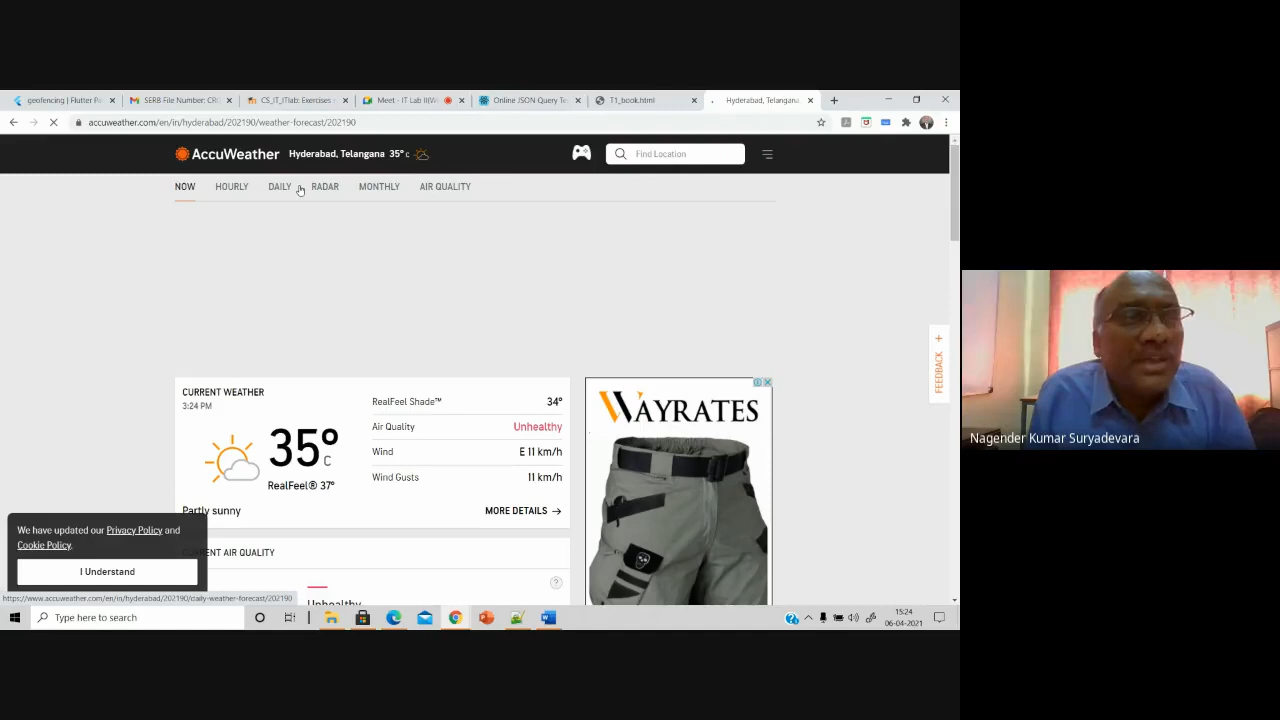 geofencing | Flutter Pa
SERB File Number: CR
CS_IT_ITlab: Exercises
Meet - IT Lab II(W
Online JSON Query Te
T1_book.html
Hyderabad, Telangana
accuweather.com/en/in/hyderabad/202190/weather-forecast/202190
AccuWeather
Hyderabad, Telangana 35° C
Find Location
NOW HOURLY DAILY RADAR MONTHLY AIR QUALITY
FEEDBACK +
CURRENT WEATHER
3:24 PM
35° C
RealFeel® 37°
Partly sunny
RealFeel Shade™ 34°
Air Quality Unhealthy
Wind E 11 km/h
Wind Gusts 11 km/h
MORE DETAILS →
WAYRATES
Nagender Kumar Suryadevara
We have updated our Privacy Policy and
Cookie Policy.
I Understand
CURRENT AIR QUALITY
Unhealthy
https://www.accuweather.com/en/in/hyderabad/202190/daily-weather-forecast/202190
Type here to search
15:24
06-04-2021